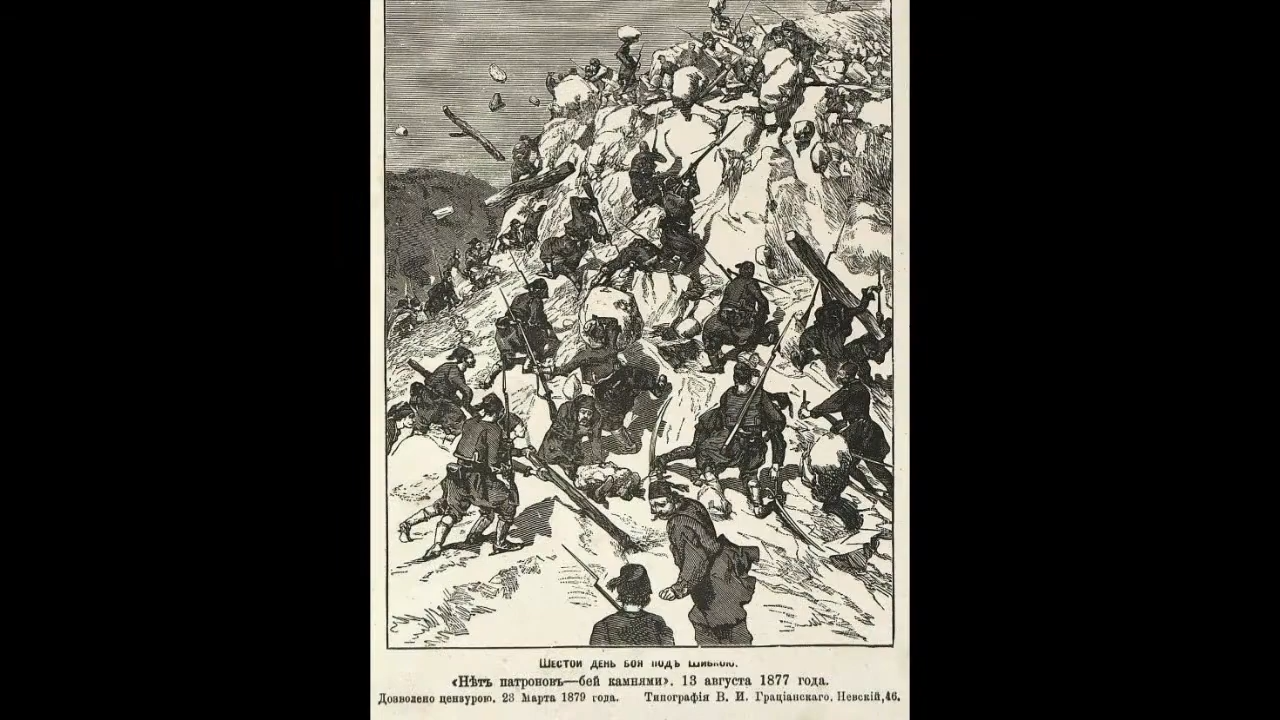 Шестой день боя подъ Шипкою.
«Нѣтъ патроновъ—бей камнями». 13 августа 1877 года.
Дозволено цензурою. 23 Марта 1879 года. Типографія В. И. Граціанскаго, Невскій, 46.